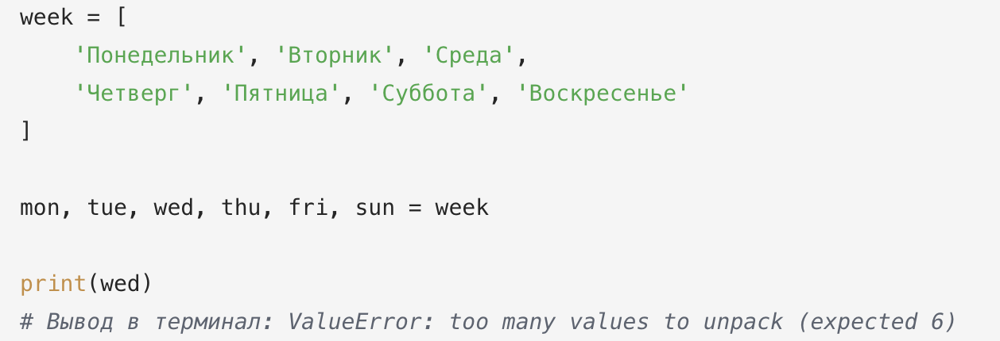 week = [
    'Понедельник', 'Вторник', 'Среда',
    'Четверг', 'Пятница', 'Суббота', 'Воскресенье'
]
mon, tue, wed, thu, fri, sun = week
print(wed)
# Вывод в терминал: ValueError: too many values to unpack (expected 6)